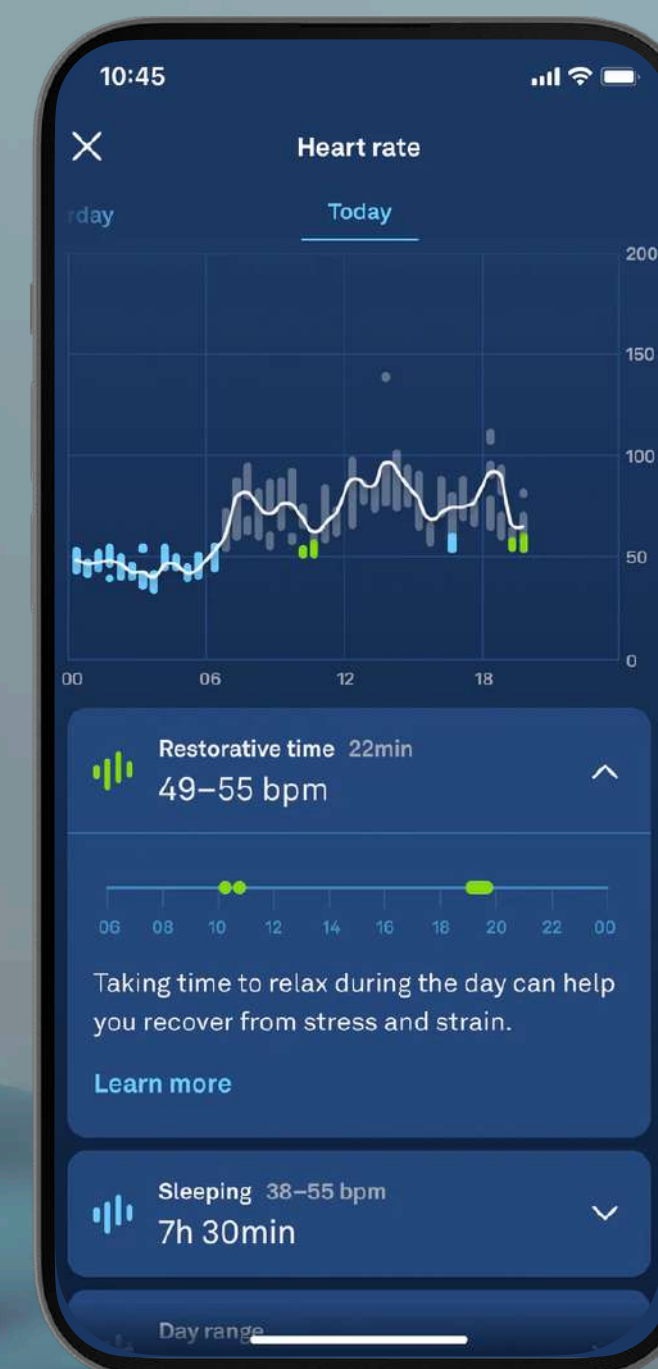 10:45
Heart rate
rday
Today
200
150
100
50
0
00 06 12 18
Restorative time 22min
49–55 bpm
06 08 10 12 14 16 18 20 22 00
Taking time to relax during the day can help
you recover from stress and strain.
Learn more
Sleeping 38–55 bpm
7h 30min
Day range